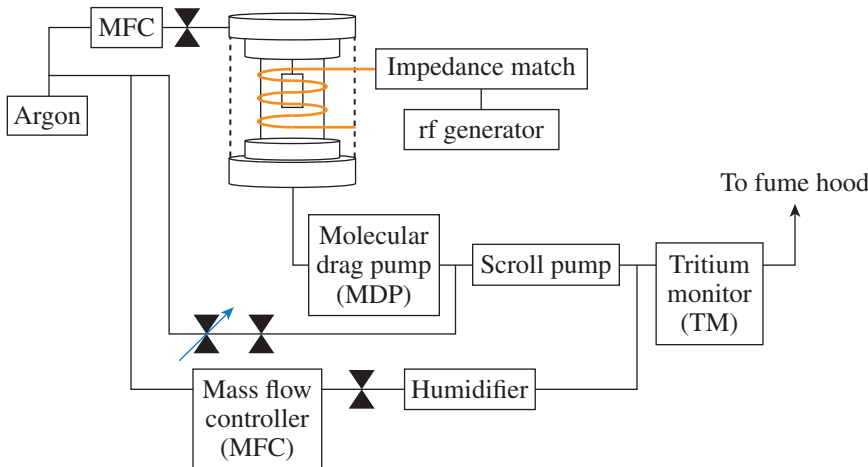 MFC
Argon
Impedance match
rf generator
To fume hood
Molecular
drag pump
(MDP)
Scroll pump
Tritium
monitor
(TM)
Mass flow
controller
(MFC)
Humidifier